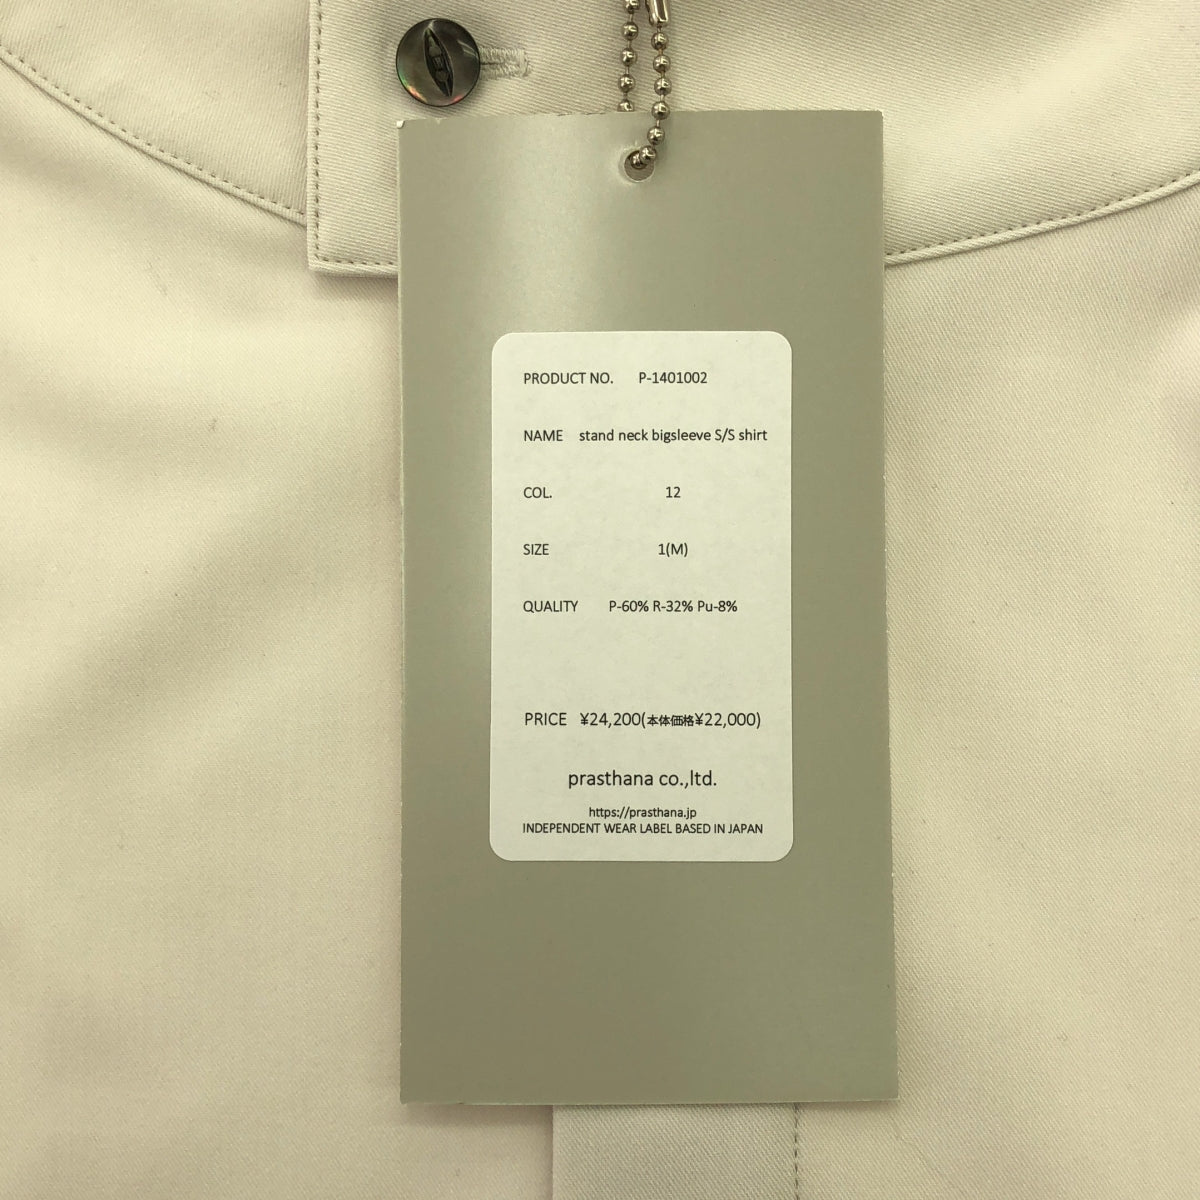 PRODUCT NO. P-1401002
NAME stand neck bigsleeve S/S shirt
COL. 12
SIZE 1(M)
QUALITY P-60% R-32% Pu-8%
PRICE ¥24,200(本体価格¥22,000)
prasthana co.,ltd.
https://prasthana.jp
INDEPENDENT WEAR LABEL BASED IN JAPAN